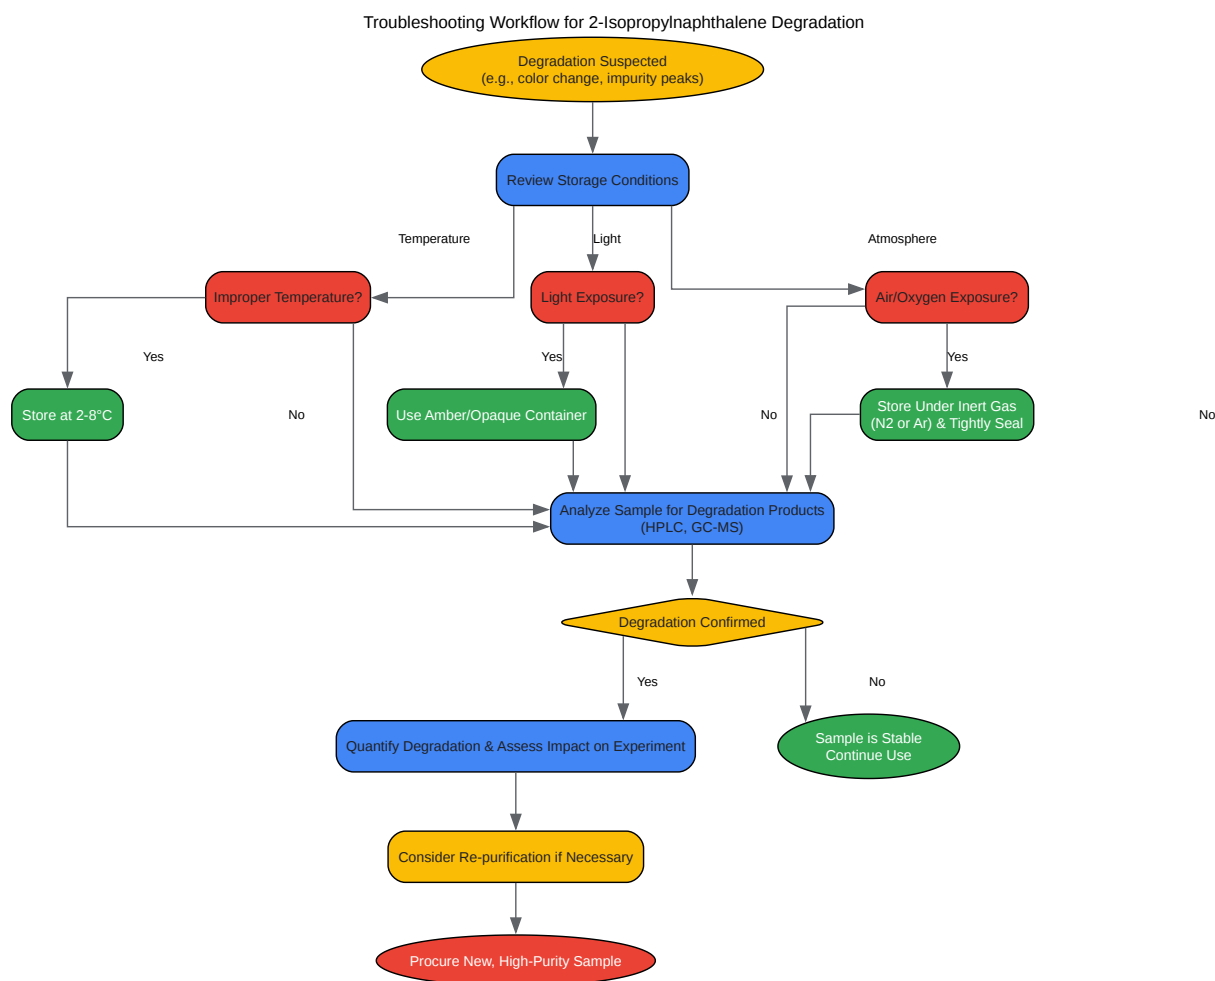 Troubleshooting Workflow for 2-Isopropylnaphthalene Degradation
Degradation Suspected
(e.g., color change, impurity peaks)
Review Storage Conditions
Temperature
Light
Atmosphere
Improper Temperature?
Light Exposure?
Air/Oxygen Exposure?
Yes
Yes
Yes
Store at 2-8°C
No
Use Amber/Opaque Container
No
Store Under Inert Gas
(N2 or Ar) & Tightly Seal
No
Analyze Sample for Degradation Products
(HPLC, GC-MS)
Degradation Confirmed
Yes
No
Quantify Degradation & Assess Impact on Experiment
Sample is Stable
Continue Use
Consider Re-purification if Necessary
Procure New, High-Purity Sample